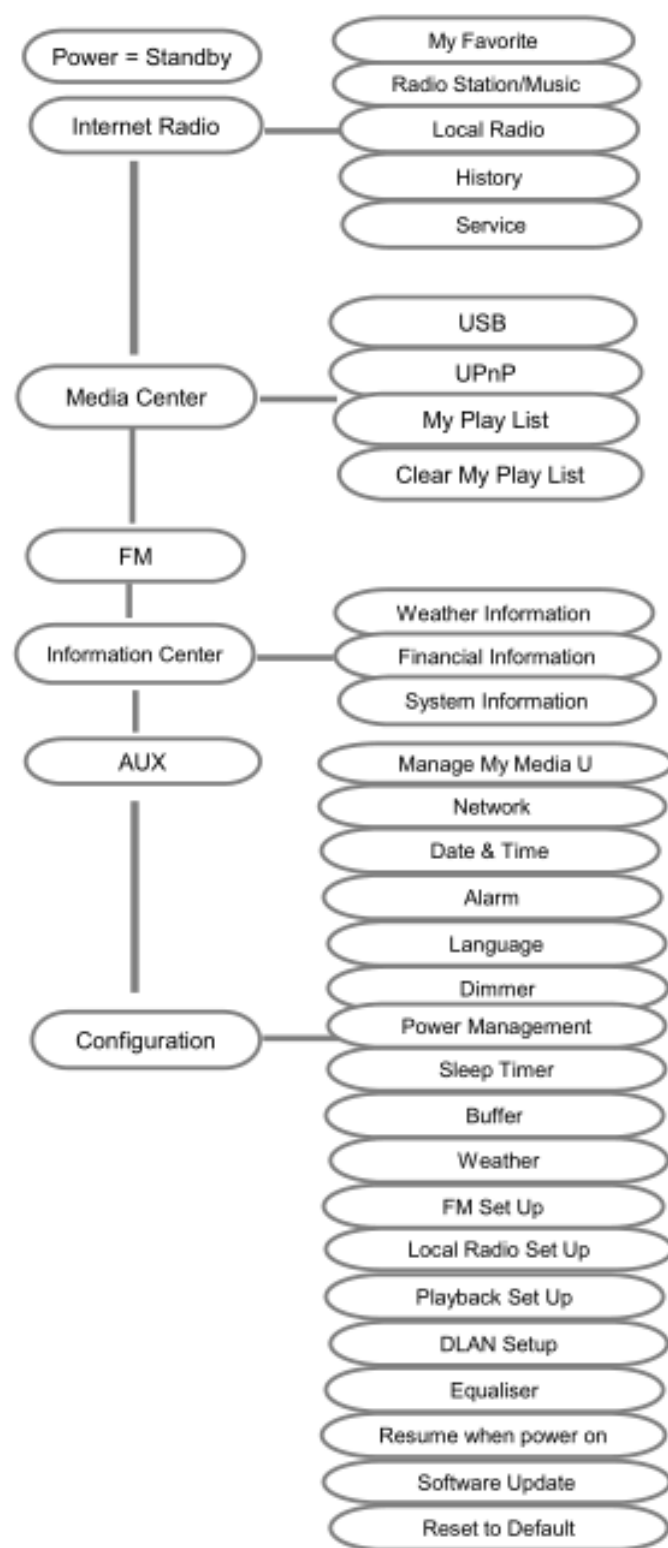 Power = Standby
Internet Radio
My Favorite
Radio Station/Music
Local Radio
History
Service
Media Center
USB
UPnP
My Play List
Clear My Play List
FM
Information Center
Weather Information
Financial Information
System Information
AUX
Configuration
Manage My Media U
Network
Date & Time
Alarm
Language
Dimmer
Power Management
Sleep Timer
Buffer
Weather
FM Set Up
Local Radio Set Up
Playback Set Up
DLAN Setup
Equaliser
Resume when power on
Software Update
Reset to Default